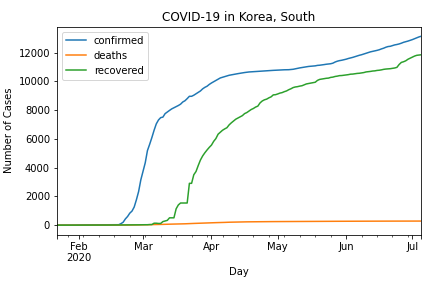 COVID-19 in Korea, South
confirmed
deaths
recovered
Number of Cases
12000
10000
8000
6000
4000
2000
0
Feb Mar Apr May Jun Jul
2020
Day